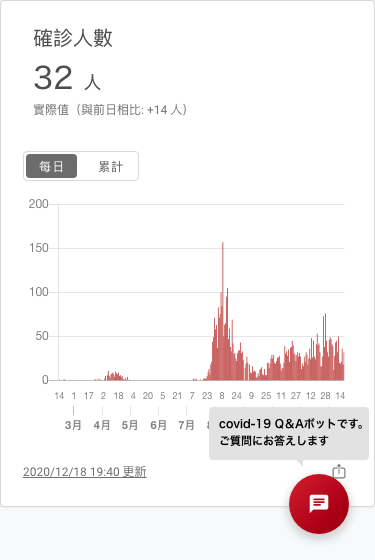 確診人數
32 人
實際值（與前日相比: +14 人）
每日 累計
200
150
100
50
0
14 1 17 2 18 4 20 5 21 7 23 8 24 9 25 11 27 12 28 14
3月 4月 5月 6月 7月
covid-19 Q&Aボットです。
ご質問にお答えします
2020/12/18 19:40 更新